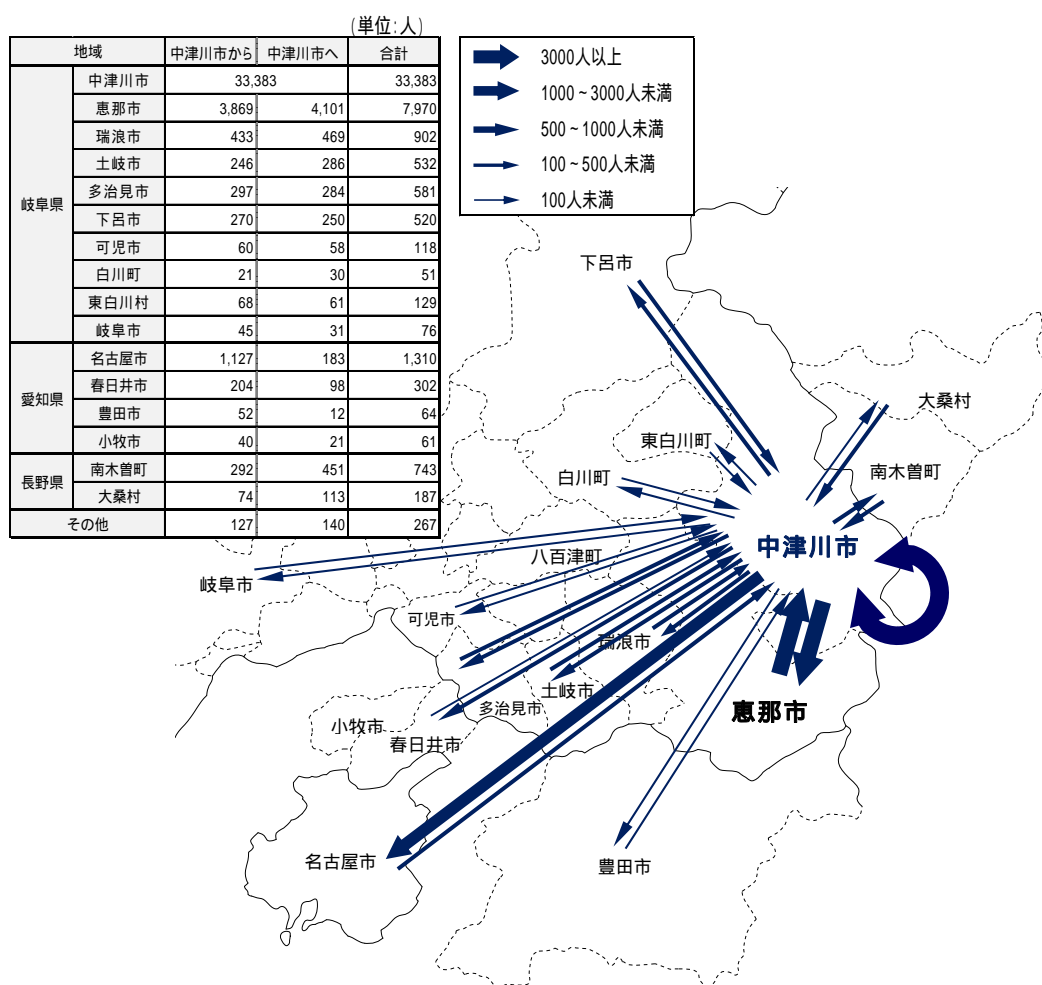 (単位:人)
地域 中津川市から 中津川市へ 合計
岐阜県 中津川市 33,383 33,383
恵那市 3,869 4,101 7,970
瑞浪市 433 469 902
土岐市 246 286 532
多治見市 297 284 581
下呂市 270 250 520
可児市 60 58 118
白川町 21 30 51
東白川村 68 61 129
岐阜市 45 31 76
愛知県 名古屋市 1,127 183 1,310
春日井市 204 98 302
豊田市 52 12 64
小牧市 40 21 61
長野県 南木曽町 292 451 743
大桑村 74 113 187
その他 127 140 267
3000人以上
1000~3000人未満
500~1000人未満
100~500人未満
100人未満
下呂市
大桑村
東白川町
南木曽町
白川町
中津川市
八百津町
岐阜市
可児市
瑞浪市
土岐市
多治見市
恵那市
小牧市
春日井市
名古屋市
豊田市